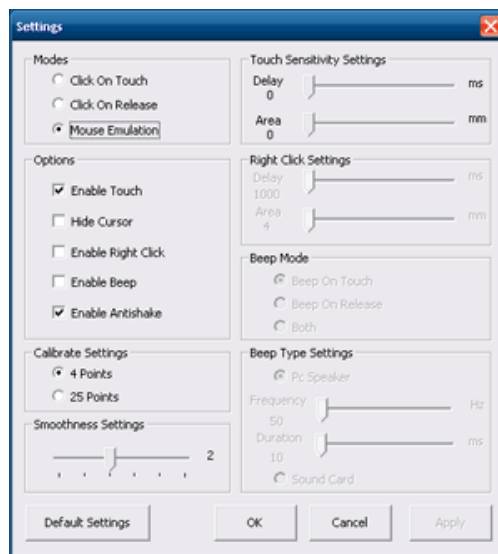 Settings
Modes
Click On Touch
Click On Release
Mouse Emulation
Options
Enable Touch
Hide Cursor
Enable Right Click
Enable Beep
Enable Antishake
Calibrate Settings
4 Points
25 Points
Smoothness Settings
2
Touch Sensitivity Settings
Delay ms
0
Area mm
0
Right Click Settings
Delay ms
1000
Area mm
4
Beep Mode
Beep On Touch
Beep On Release
Both
Beep Type Settings
Pc Speaker
Frequency Hz
50
Duration ms
10
Sound Card
Default Settings OK Cancel Apply